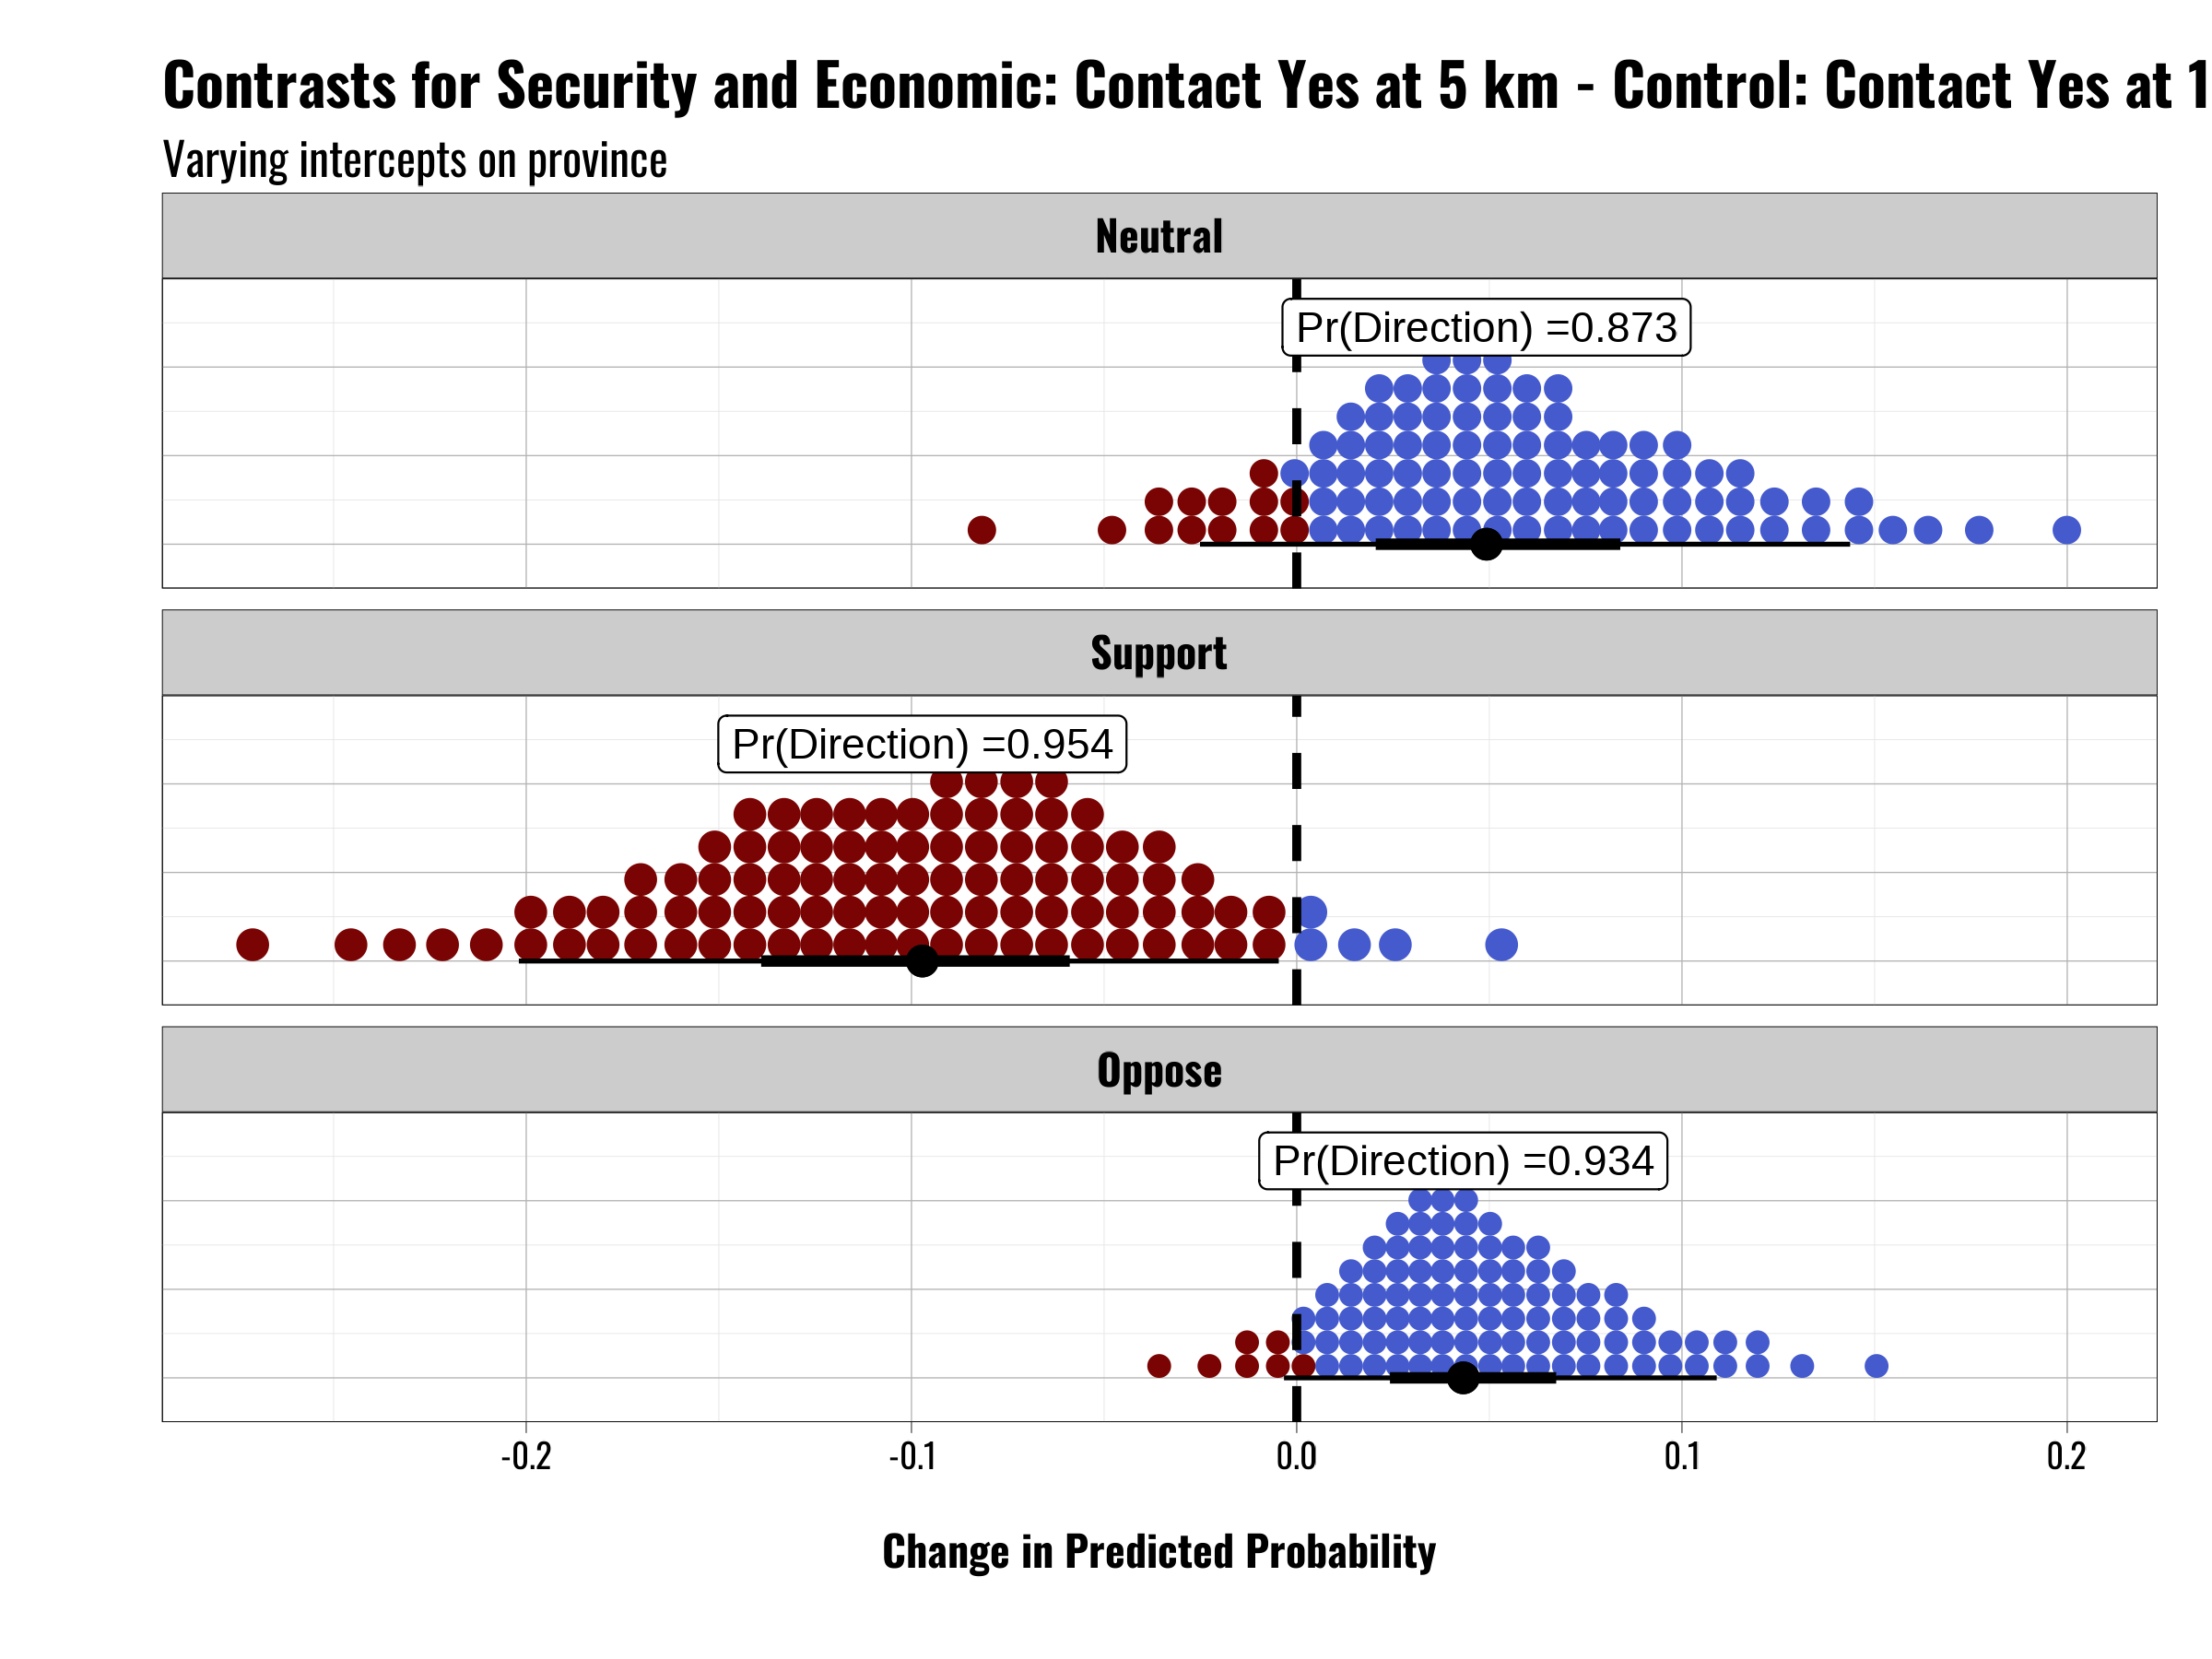 Contrasts for Security and Economic: Contact Yes at 5 km - Control: Contact Yes at 1
Varying intercepts on province
Neutral
Pr(Direction) =0.873
Support
Pr(Direction) =0.954
Oppose
Pr(Direction) =0.934
-0.2 -0.1 0.0 0.1 0.2
Change in Predicted Probability